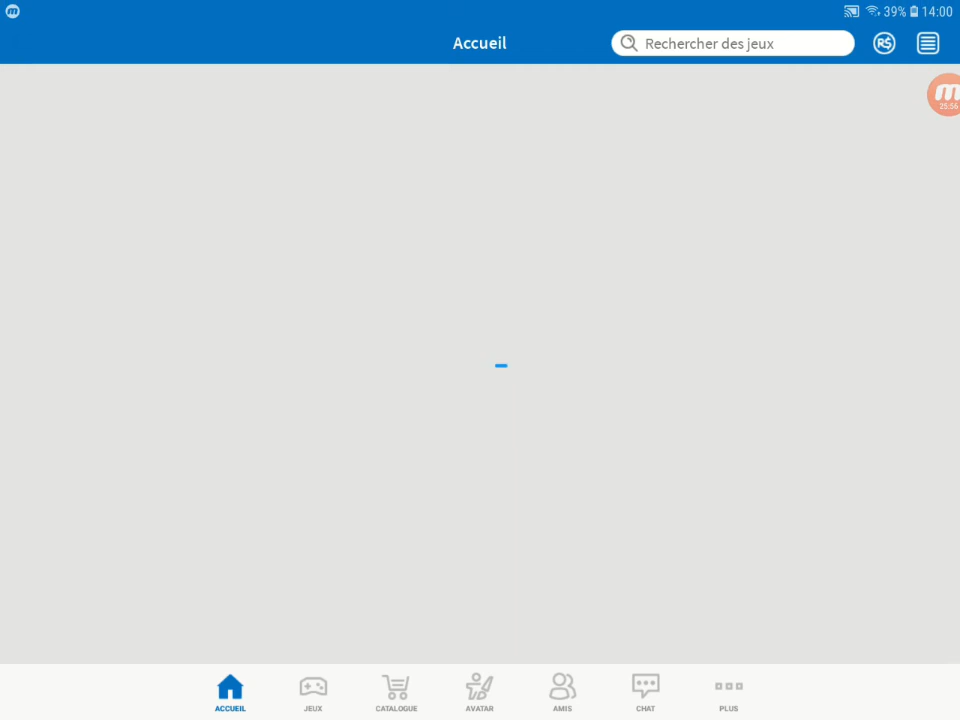 39% 14:00
Accueil
Rechercher des jeux
R$
25:56
ACCUEIL
JEUX
CATALOGUE
AVATAR
AMIS
CHAT
PLUS